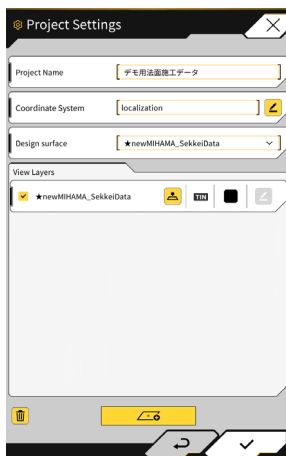 Project Settings
Project Name
デモ用法面施工データ
Coordinate System
localization
Design surface
★newMIHAMA_SekkeiData
View Layers
★newMIHAMA_SekkeiData
TIN